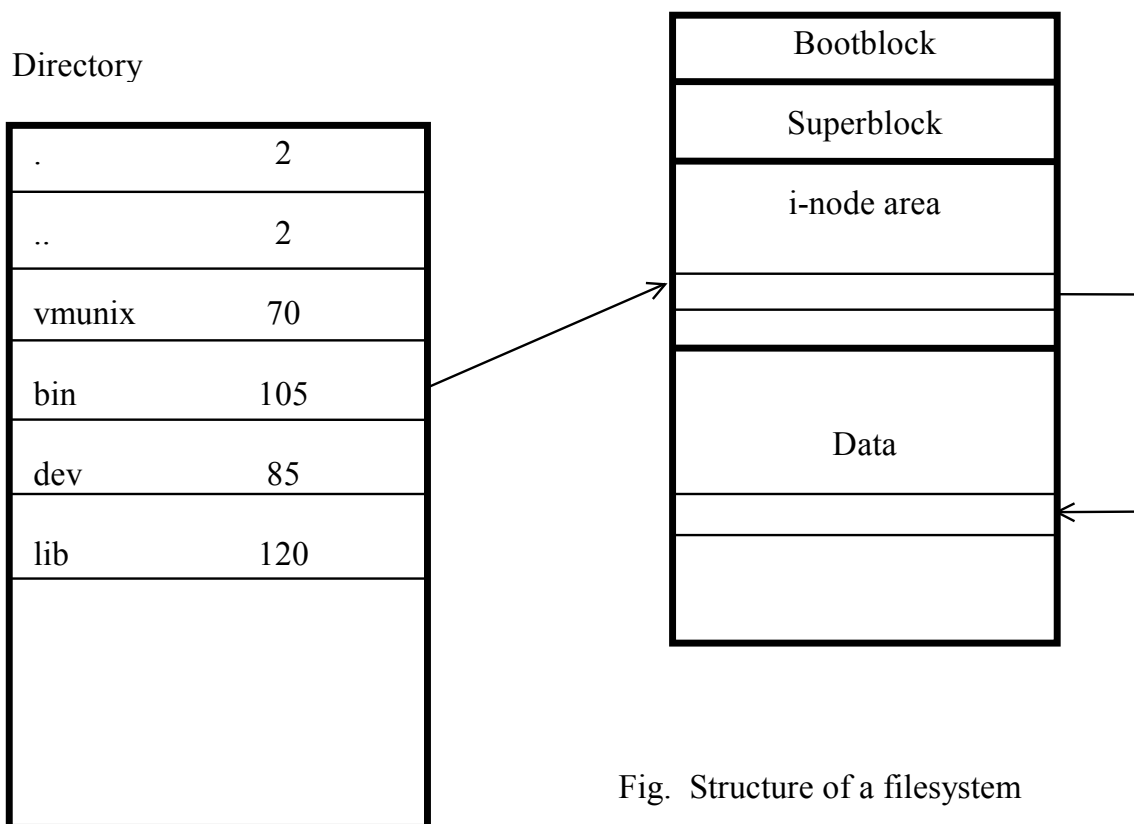 Directory
. 2
.. 2
vmunix 70
bin 105
dev 85
lib 120
Bootblock
Superblock
i-node area
Data
Fig. Structure of a filesystem